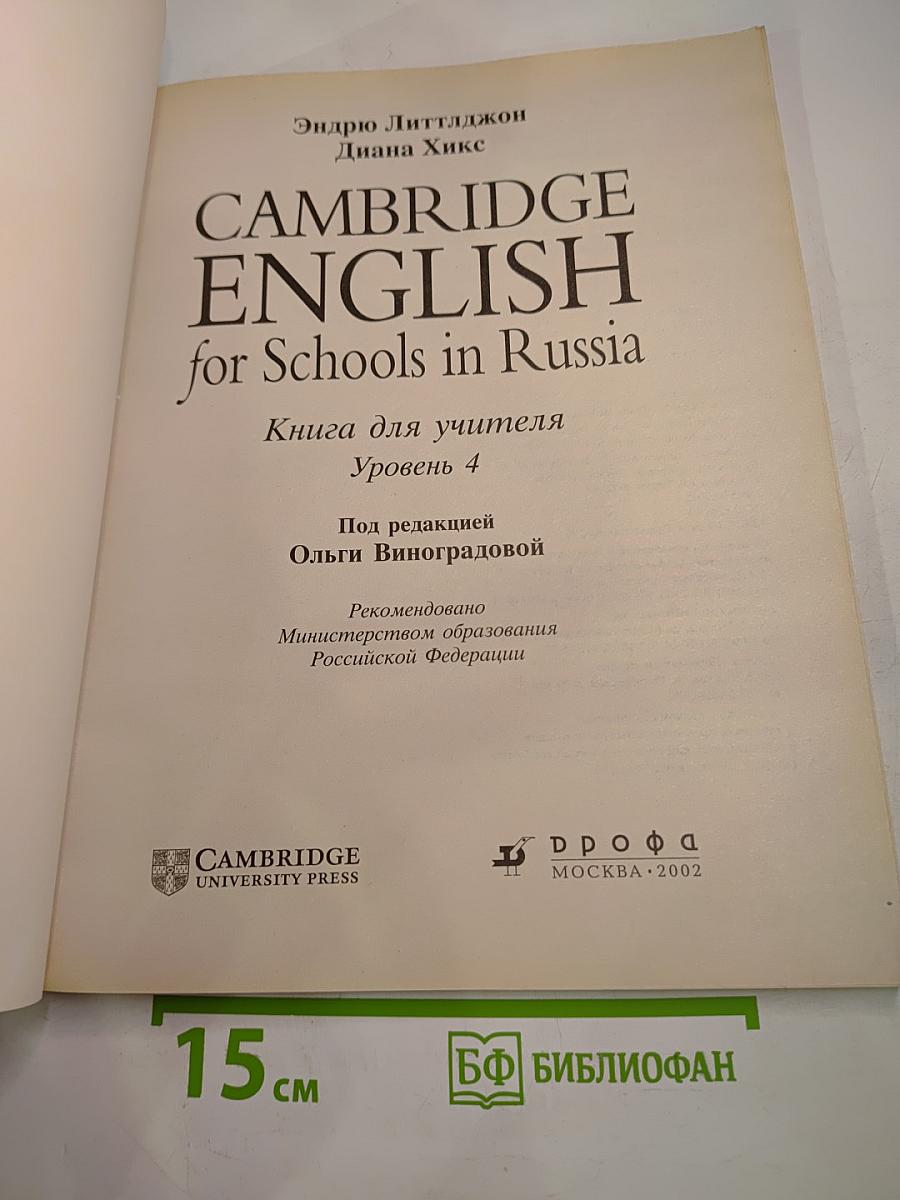 Эндрю Литтлджон
Диана Хикс
CAMBRIDGE
ENGLISH
for Schools in Russia
Книга для учителя
Уровень 4
Под редакцией
Ольги Виноградовой
Рекомендовано
Министерством образования
Российской Федерации
CAMBRIDGE
UNIVERSITY PRESS
дрофа
МОСКВА • 2002
15 см
БФ БИБЛИОФАН